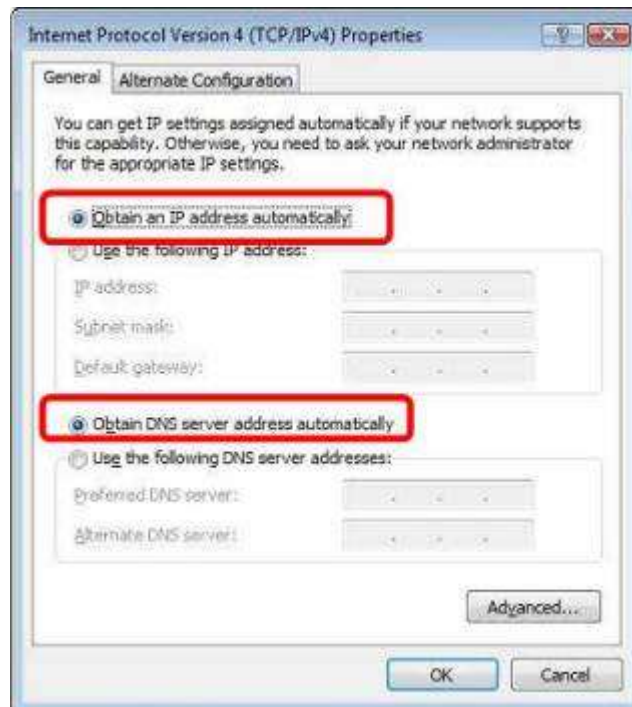 Internet Protocol Version 4 (TCP/IPv4) Properties
General
Alternate Configuration
You can get IP settings assigned automatically if your network supports
this capability. Otherwise, you need to ask your network administrator
for the appropriate IP settings.
Obtain an IP address automatically
Use the following IP address:
IP address:
Subnet mask:
Default gateway:
Obtain DNS server address automatically
Use the following DNS server addresses:
Preferred DNS server:
Alternate DNS server:
Advanced...
OK
Cancel